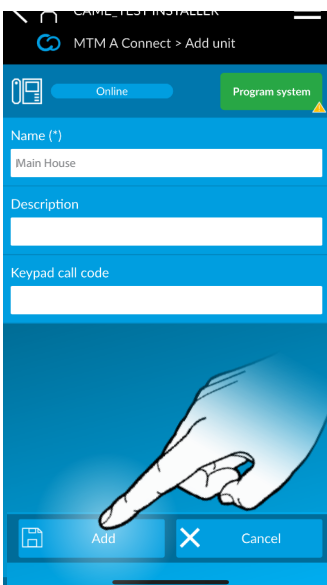 CAME_TEST INSTALLER
MTM A Connect > Add unit
Online
Program system
Name (*)
Main House
Description
Keypad call code
Add
Cancel